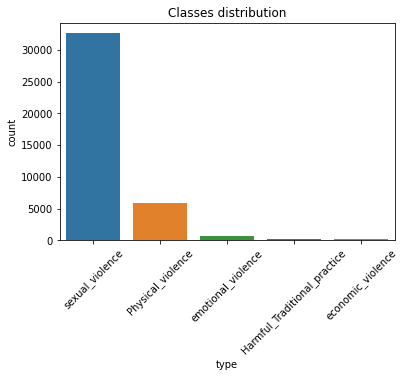 Classes distribution
30000
25000
20000
15000
10000
5000
0
count
sexual_violence
Physical_violence
emotional_violence
Harmful_Traditional_practice
economic_violence
type